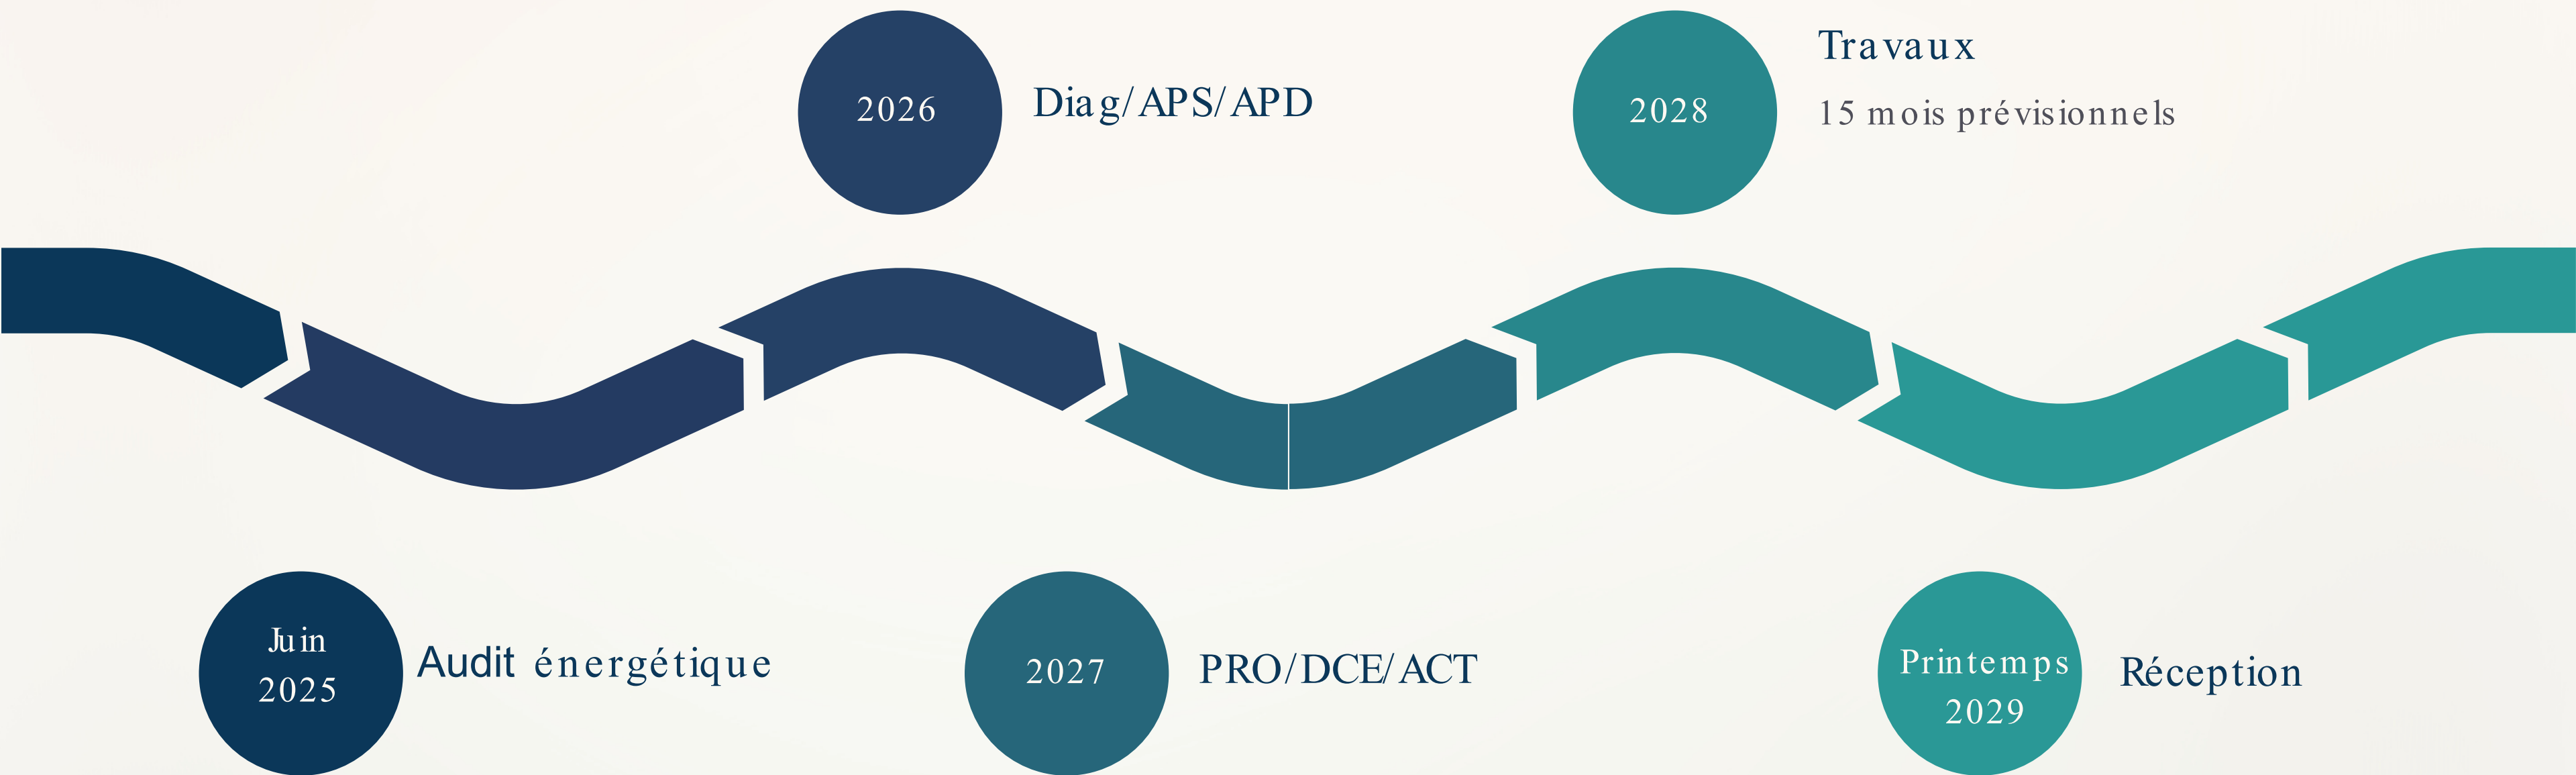 Juin
2025
Audit énergétique
2026
Diag/APS/APD
2027
PRO/DCE/ACT
2028
Travaux
15 mois prévisionnels
Printemps
2029
Réception